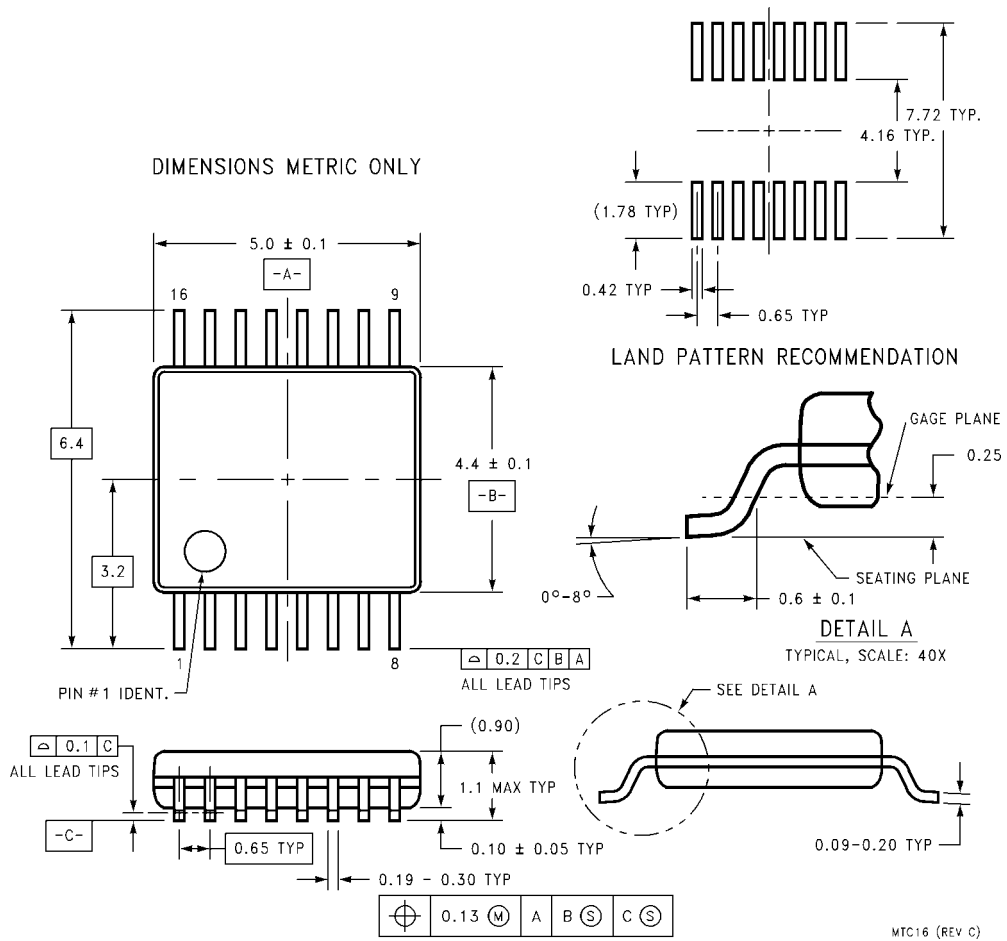 7.72 TYP.
4.16 TYP.
DIMENSIONS METRIC ONLY
(1.78 TYP)
5.0 ± 0.1
-A-
0.42 TYP
16
9
0.65 TYP
LAND PATTERN RECOMMENDATION
GAGE PLANE
6.4
4.4 ± 0.1
0.25
-B-
3.2
SEATING PLANE
0°-8°
0.6 ± 0.1
DETAIL A
TYPICAL, SCALE: 40X
1
8
⌓ 0.2 C B A
ALL LEAD TIPS
PIN #1 IDENT.
SEE DETAIL A
(0.90)
⌓ 0.1 C
ALL LEAD TIPS
1.1 MAX TYP
-C-
0.65 TYP
0.10 ± 0.05 TYP
0.09-0.20 TYP
0.19 - 0.30 TYP
⌖ 0.13 Ⓜ A B Ⓢ C Ⓢ
MTC16 (REV C)